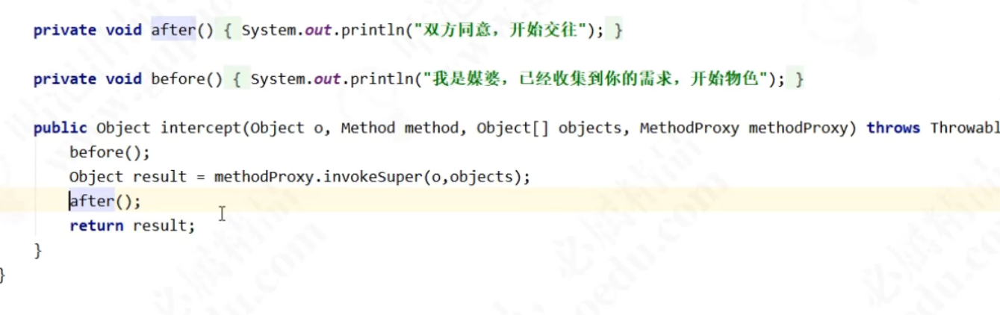 private void after() { System.out.println("双方同意，开始交往"); }
private void before() { System.out.println("我是媒婆，已经收集到你的需求，开始物色"); }
public Object intercept(Object o, Method method, Object[] objects, MethodProxy methodProxy) throws Throwabl
before();
Object result = methodProxy.invokeSuper(o,objects);
after();
return result;
}
}